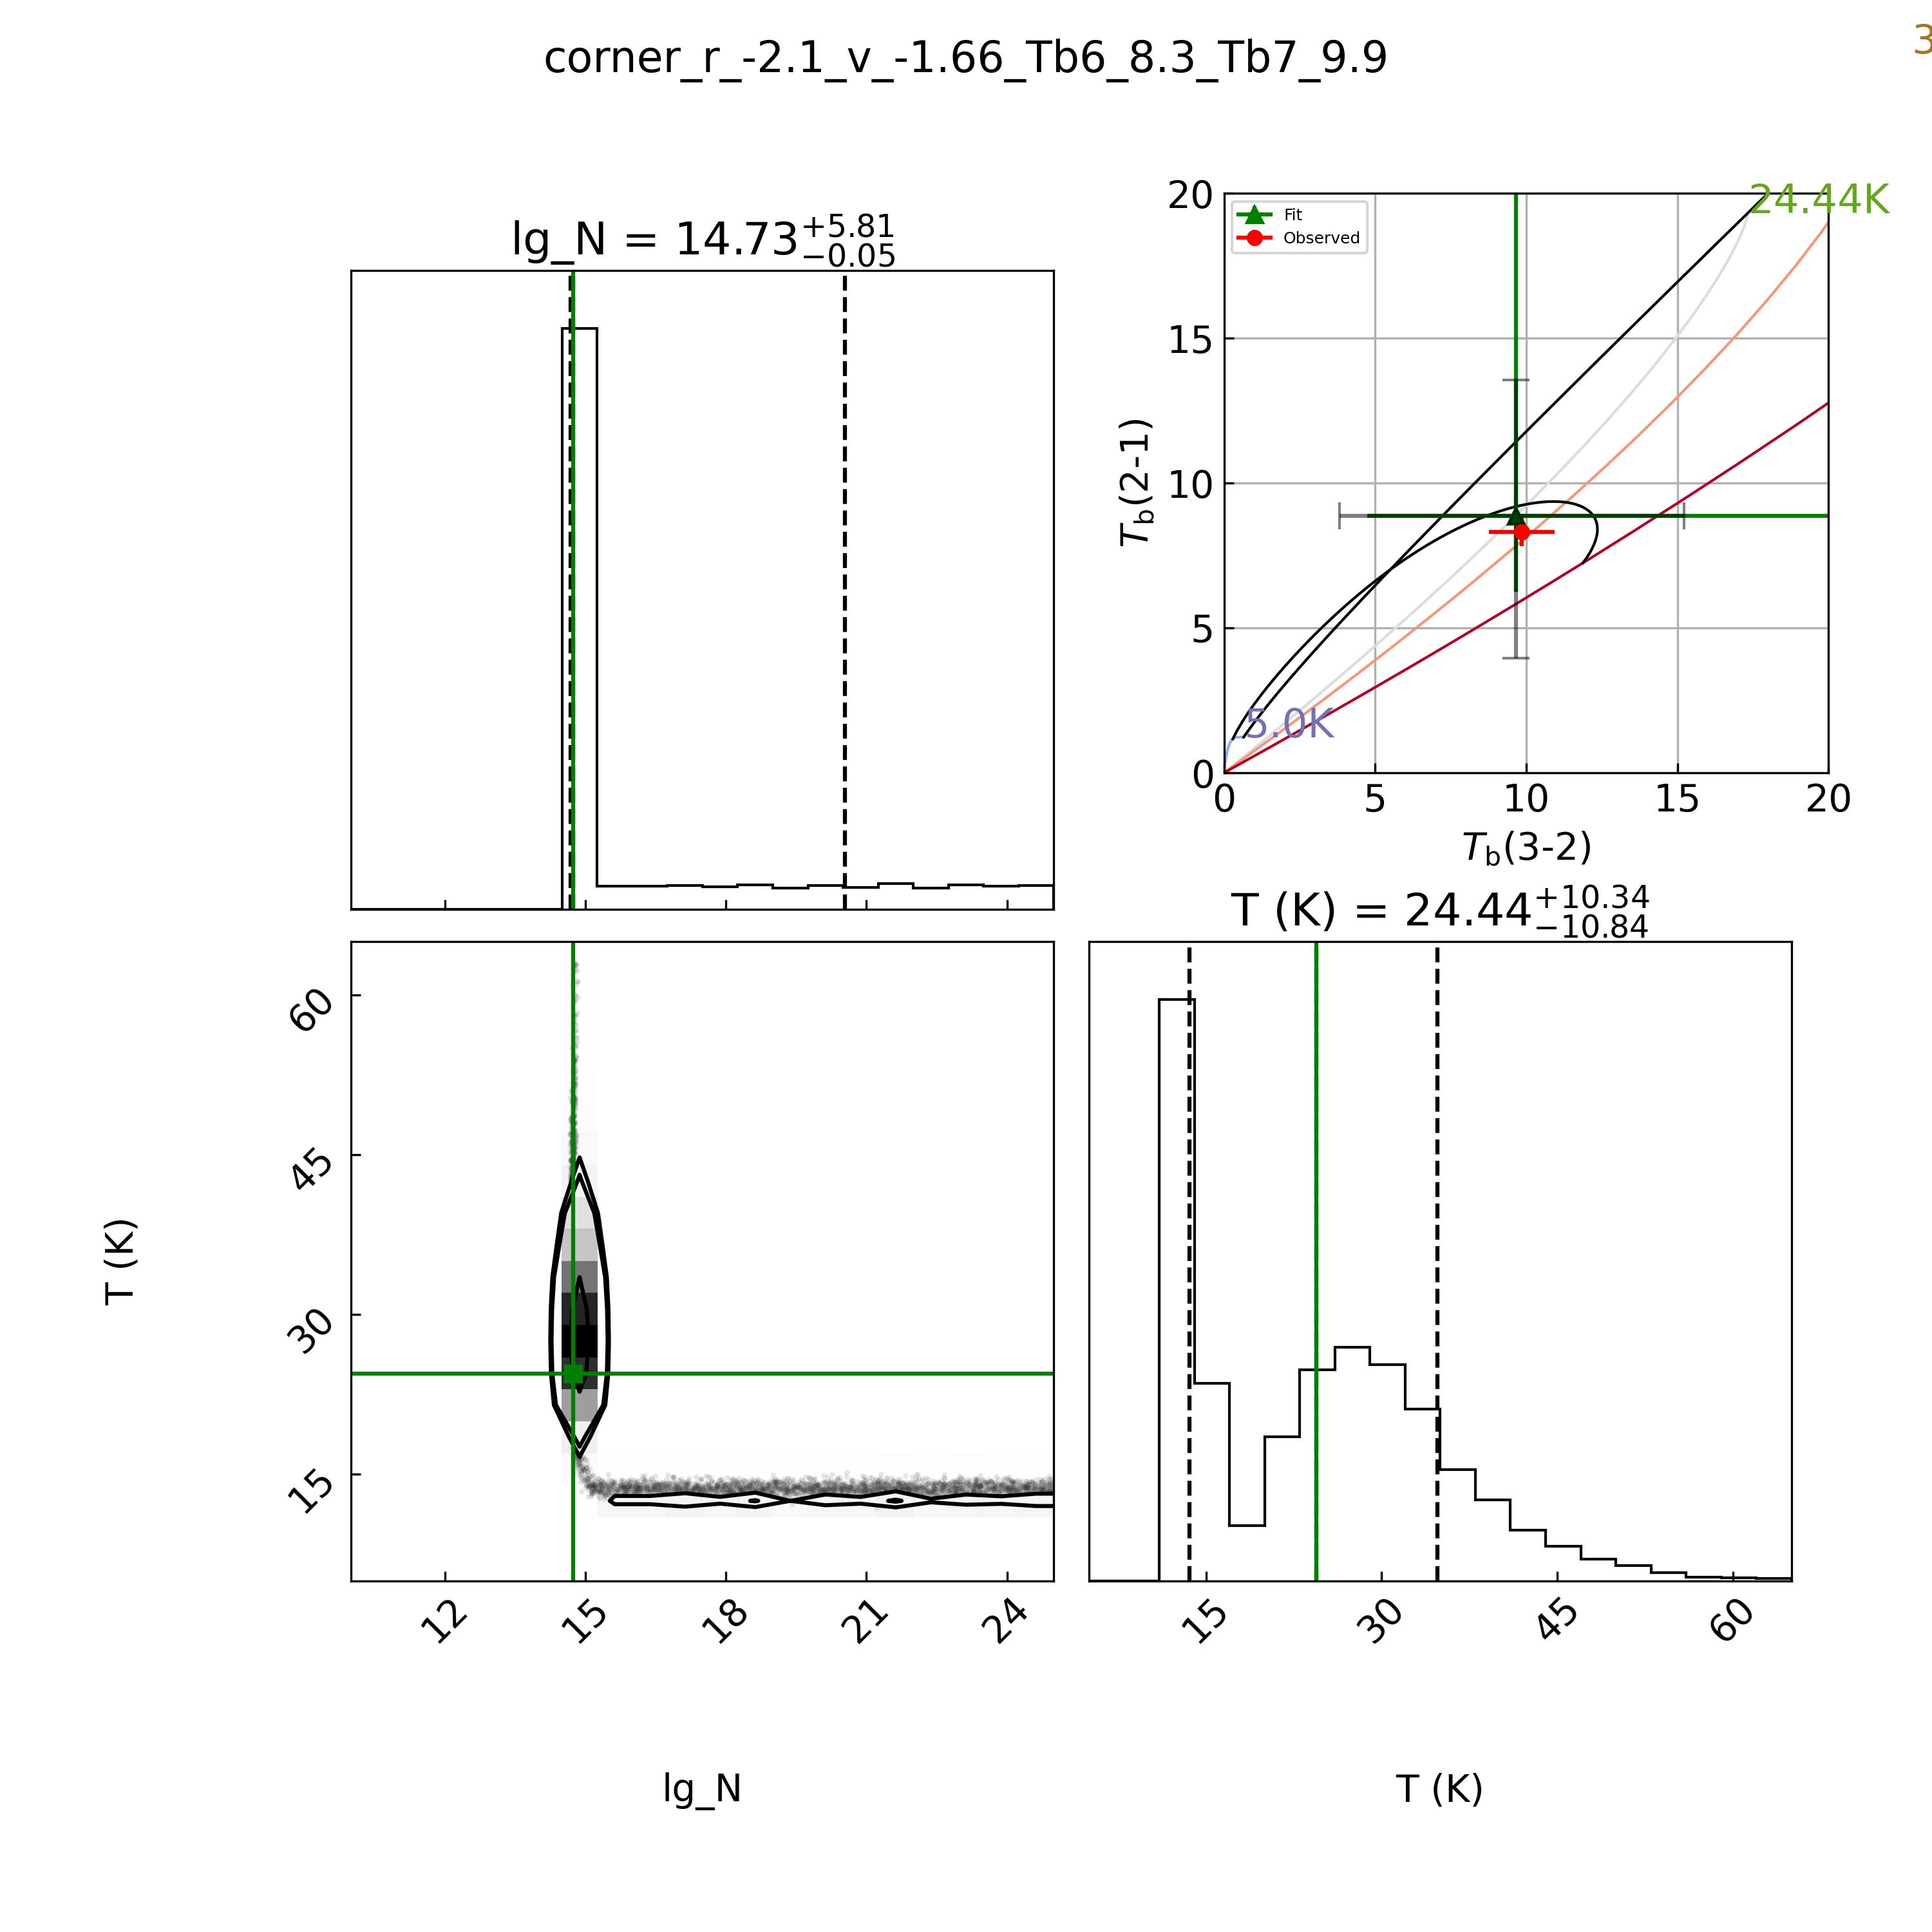 corner_r_-2.1_v_-1.66_Tb6_8.3_Tb7_9.9
3
lg_N = 14.73 +5.81 −0.05
24.44K
Fit
Observed
20
15
10
5
0
T_b(2-1)
5.0K
0 5 10 15 20
T_b(3-2)
T (K) = 24.44 +10.34 −10.84
60
45
30
15
T (K)
12 15 18 21 24
lg_N
15 30 45 60
T (K)